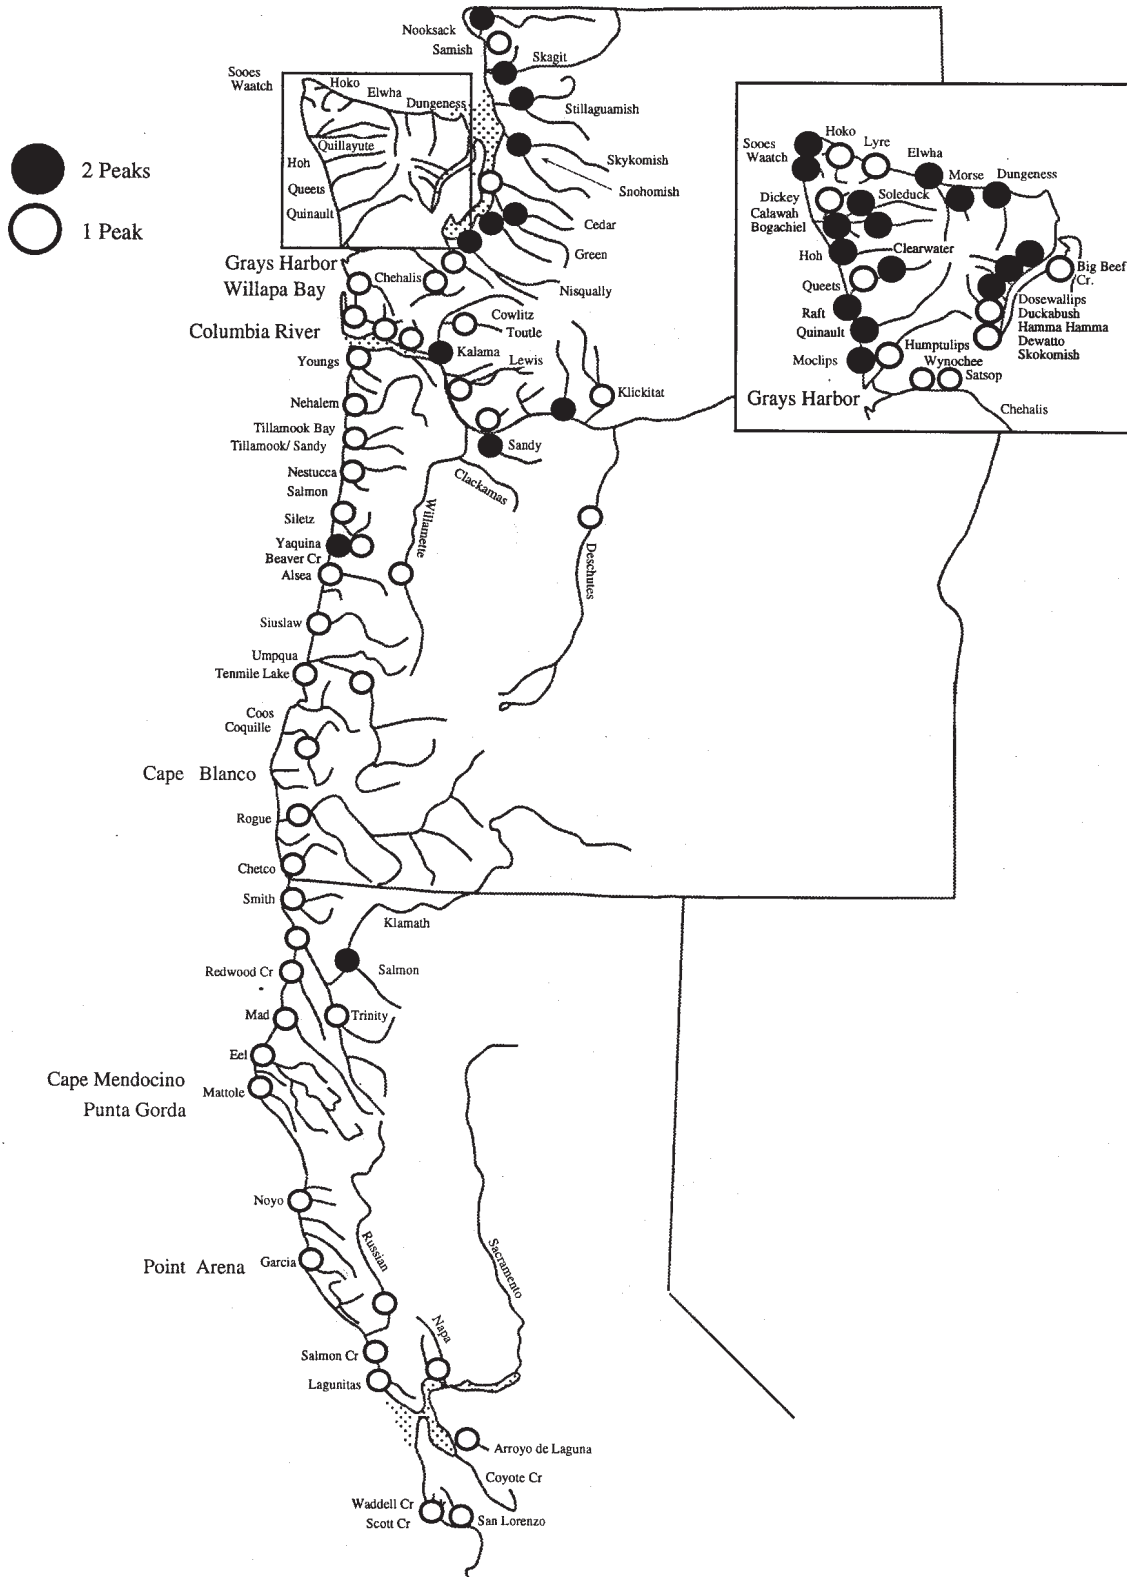 Nooksack
Samish
Skagit
Sooes
Waatch
Hoko
Elwha
Dungeness
Stillaguamish
Quillayute
Hoh
Queets
Quinault
Skykomish
Snohomish
Cedar
Green
Nisqually
2 Peaks
1 Peak
Grays Harbor
Willapa Bay
Chehalis
Columbia River
Cowlitz
Toutle
Kalama
Lewis
Youngs
Klickitat
Nehalem
Tillamook Bay
Tillamook/ Sandy
Sandy
Clackamas
Nestucca
Salmon
Willamette
Siletz
Yaquina
Beaver Cr
Alsea
Deschutes
Siuslaw
Umpqua
Tenmile Lake
Coos
Coquille
Cape Blanco
Rogue
Chetco
Smith
Klamath
Redwood Cr
Salmon
Mad
Trinity
Eel
Cape Mendocino
Punta Gorda
Mattole
Noyo
Russian
Sacramento
Point Arena
Garcia
Napa
Salmon Cr
Lagunitas
Arroyo de Laguna
Coyote Cr
Waddell Cr
Scott Cr
San Lorenzo
Sooes
Waatch
Hoko
Lyre
Elwha
Morse
Dungeness
Dickey
Calawah
Bogachiel
Soleduck
Hoh
Clearwater
Queets
Raft
Quinault
Moclips
Humptulips
Wynochee
Satsop
Big Beef
Cr.
Dosewallips
Duckabush
Hamma Hamma
Dewatto
Skokomish
Grays Harbor
Chehalis